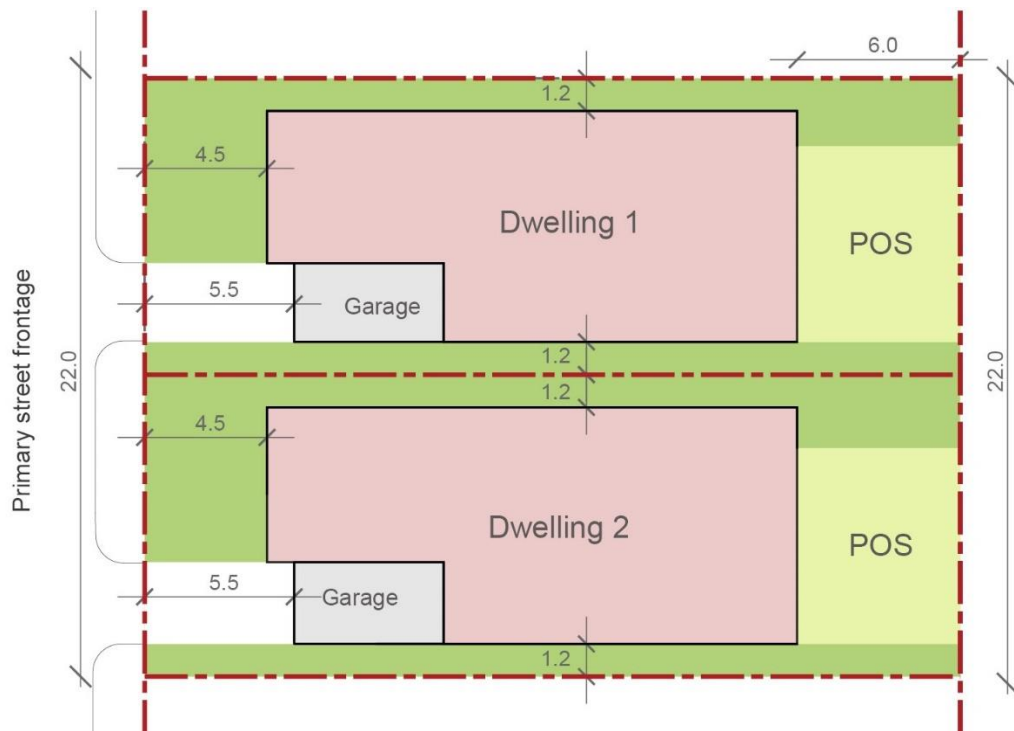 6.0
1.2
4.5
Dwelling 1
POS
5.5
Garage
Primary street frontage
22.0
22.0
1.2
1.2
4.5
Dwelling 2
POS
5.5
Garage
1.2